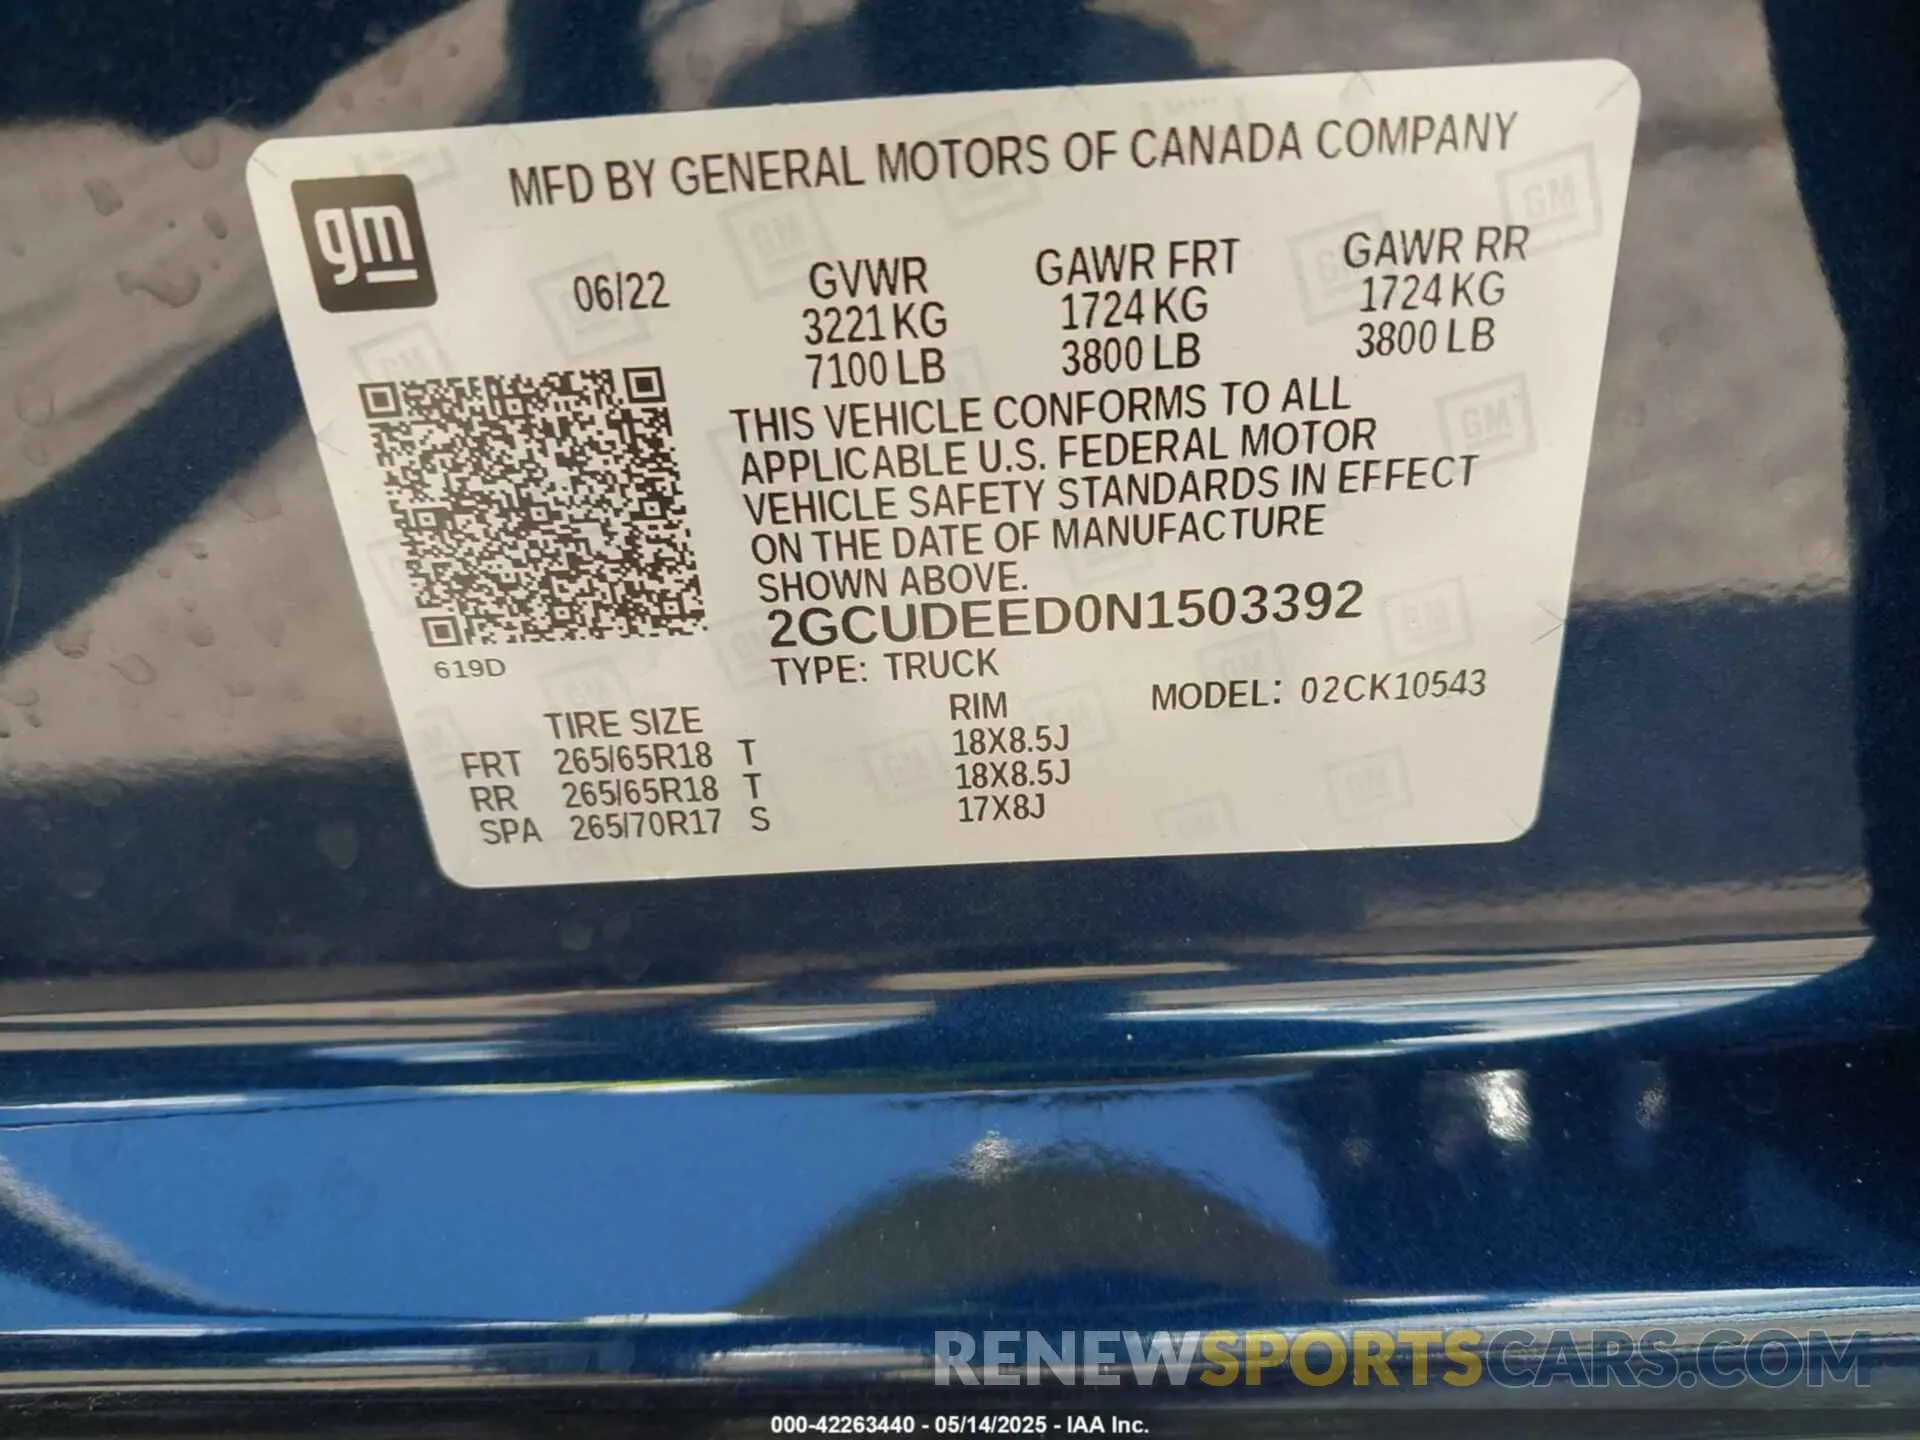 gm
MFD BY GENERAL MOTORS OF CANADA COMPANY
06/22
GVWR
3221 KG
7100 LB
GAWR FRT
1724 KG
3800 LB
GAWR RR
1724 KG
3800 LB
THIS VEHICLE CONFORMS TO ALL
APPLICABLE U.S. FEDERAL MOTOR
VEHICLE SAFETY STANDARDS IN EFFECT
ON THE DATE OF MANUFACTURE
SHOWN ABOVE.
2GCUDEED0N1503392
619D
TYPE: TRUCK
MODEL: 02CK10543
TIRE SIZE RIM
FRT 265/65R18 T 18X8.5J
RR 265/65R18 T 18X8.5J
SPA 265/70R17 S 17X8J
RENEWSPORTSCARS.COM
000-42263440 - 05/14/2025 - IAA Inc.